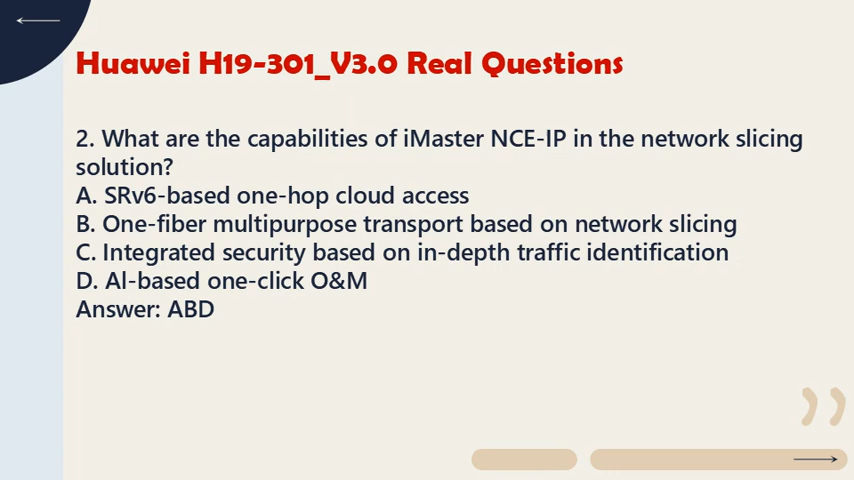 Huawei H19-301_V3.0 Real Questions
2. What are the capabilities of iMaster NCE-IP in the network slicing
solution?
A. SRv6-based one-hop cloud access
B. One-fiber multipurpose transport based on network slicing
C. Integrated security based on in-depth traffic identification
D. Al-based one-click O&M
Answer: ABD